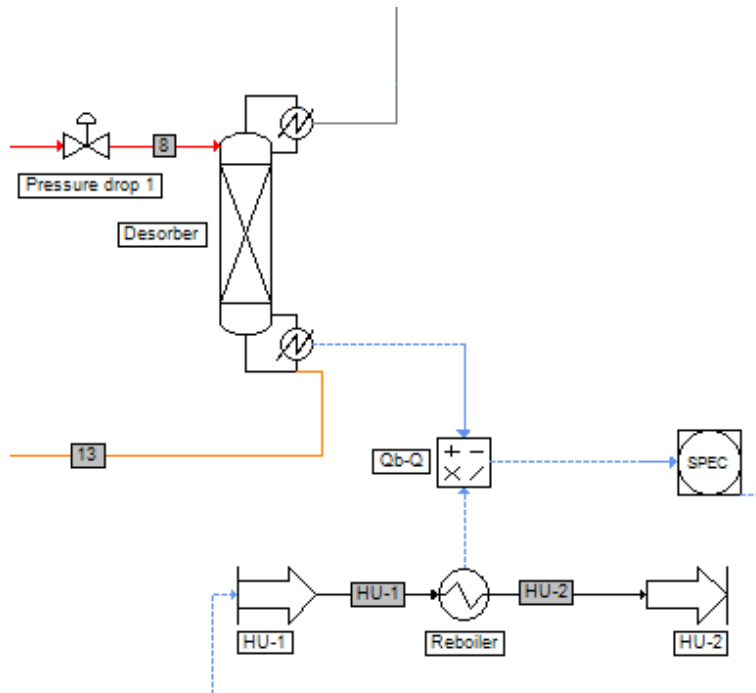 8
Pressure drop 1
Desorber
13
Qb-Q
+ −
× ∕
SPEC
HU-1
HU-2
HU-1
Reboiler
HU-2